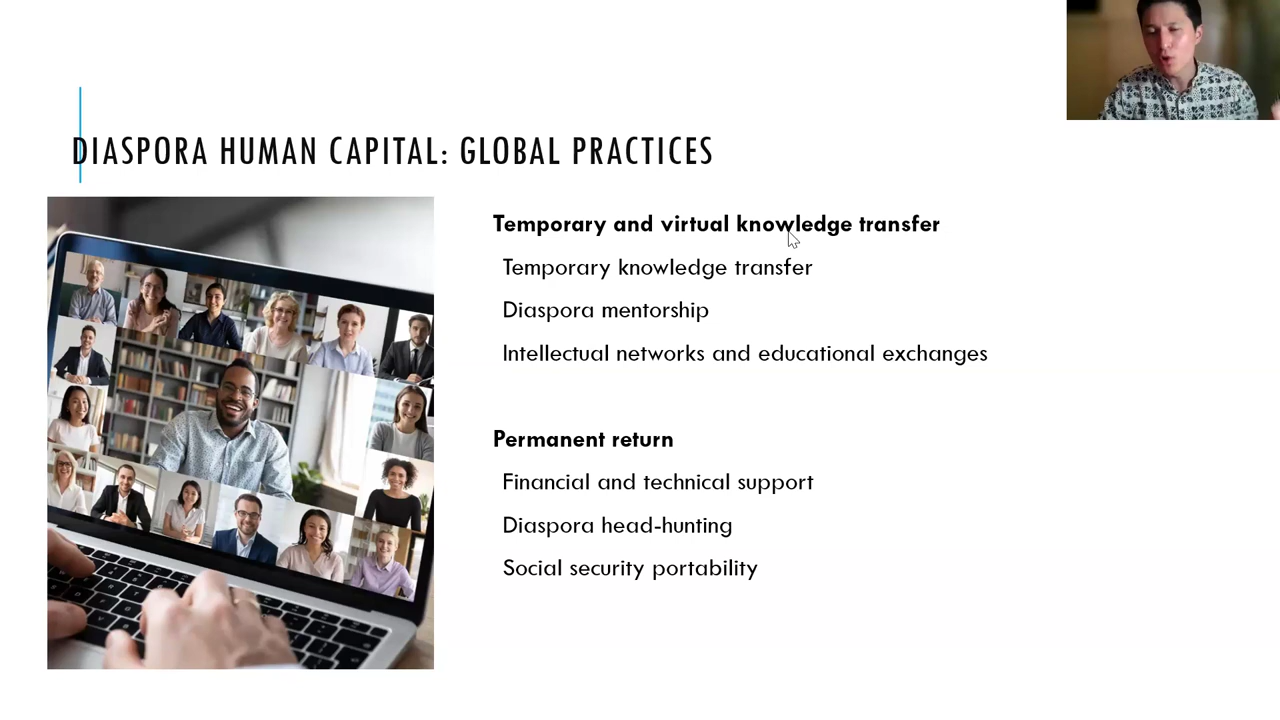 DIASPORA HUMAN CAPITAL: GLOBAL PRACTICES
Temporary and virtual knowledge transfer
Temporary knowledge transfer
Diaspora mentorship
Intellectual networks and educational exchanges
Permanent return
Financial and technical support
Diaspora head-hunting
Social security portability